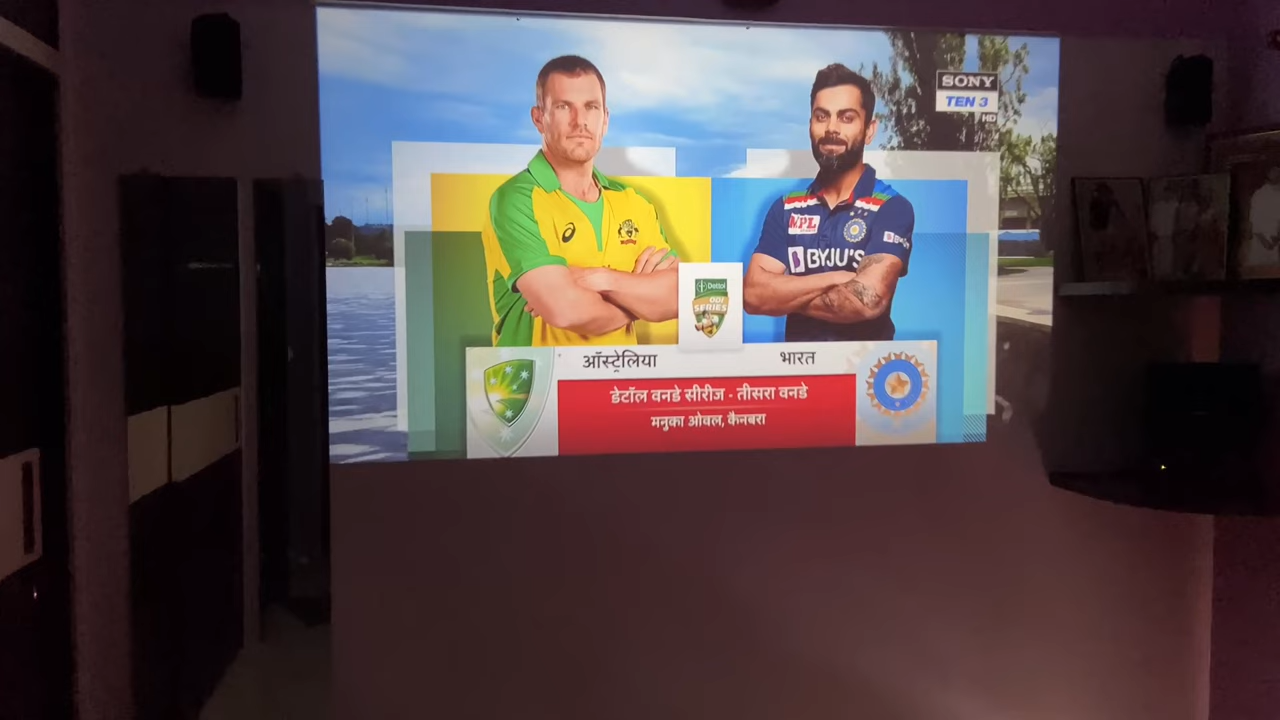 SONY
TEN 3
HD
MPL
BYJU'S
Dettol
ODI
SERIES
ऑस्ट्रेलिया
भारत
डेटॉल वनडे सीरीज - तीसरा वनडे
मनुका ओवल, कैनबरा